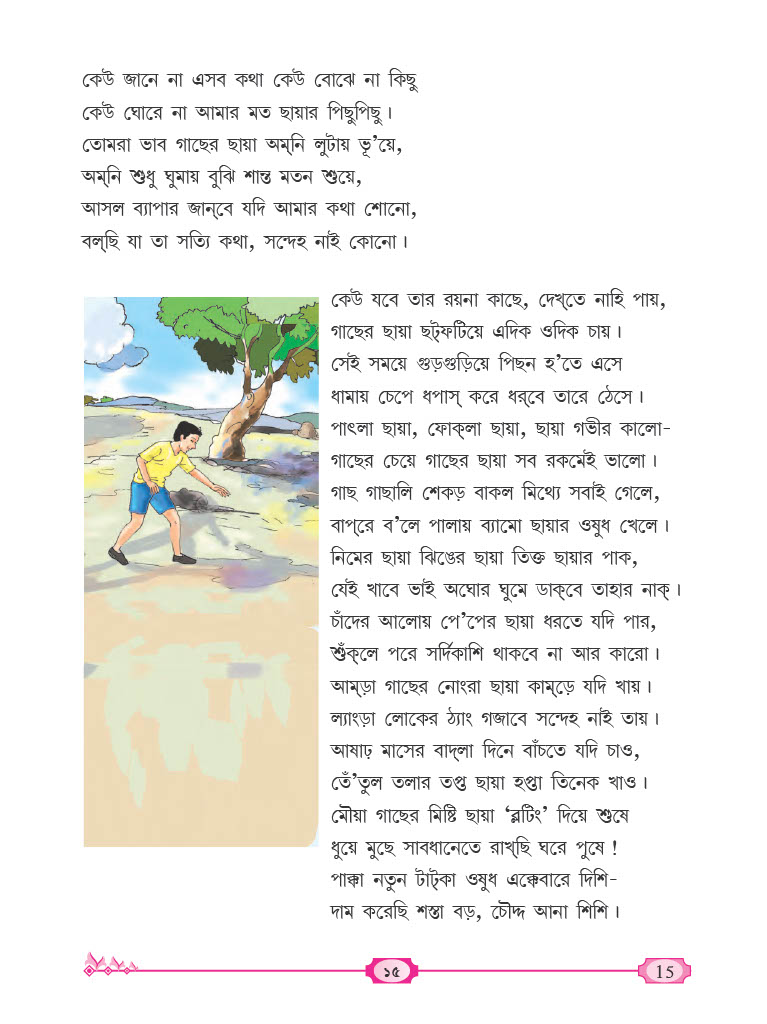 কেউ জানে না এসব কথা কেউ বোঝে না কিছু
কেউ ঘোরে না আমার মত ছায়ার পিছুপিছু।
তোমরা ভাব গাছের ছায়া অম্‌নি লুটায় ভূ’য়ে,
অম্‌নি শুধু ঘুমায় বুঝি শান্ত মতন শুয়ে,
আসল ব্যাপার জান্‌বে যদি আমার কথা শোনো,
বল্‌ছি যা তা সত্যি কথা, সন্দেহ নাই কোনো।
কেউ যবে তার রয়না কাছে, দেখ্‌তে নাহি পায়,
গাছের ছায়া ছট্‌ফটিয়ে এদিক ওদিক চায়।
সেই সময়ে গুড়গুড়িয়ে পিছন হ’তে এসে
ধামায় চেপে ধপাস্‌ করে ধর্‌বে তারে ঠেসে।
পাৎলা ছায়া, ফোক্‌লা ছায়া, ছায়া গভীর কালো-
গাছের চেয়ে গাছের ছায়া সব রকমেই ভালো।
গাছ গাছালি শেকড় বাকল মিথ্যে সবাই গেলে,
বাপ্‌রে ব’লে পালায় ব্যামো ছায়ার ওষুধ খেলে।
নিমের ছায়া ঝিঙের ছায়া তিক্ত ছায়ার পাক,
যেই খাবে ভাই অঘোর ঘুমে ডাক্‌বে তাহার নাক্‌।
চাঁদের আলোয় পে’পের ছায়া ধরতে যদি পার,
শুঁক্‌লে পরে সর্দিকাশি থাকবে না আর কারো।
আম্‌ড়া গাছের নোংরা ছায়া কাম্‌ড়ে যদি খায়।
ল্যাংড়া লোকের ঠ্যাং গজাবে সন্দেহ নাই তায়।
আষাঢ় মাসের বাদ্‌লা দিনে বাঁচতে যদি চাও,
তেঁ’তুল তলার তপ্ত ছায়া হপ্তা তিনেক খাও।
মৌয়া গাছের মিষ্টি ছায়া ‘ব্লটিং’ দিয়ে শুষে
ধুয়ে মুছে সাবধানেতে রাখ্‌ছি ঘরে পুষে !
পাক্কা নতুন টাট্‌কা ওষুধ এক্কেবারে দিশি-
দাম করেছি শস্তা বড়, চৌদ্দ আনা শিশি।
১৫
15